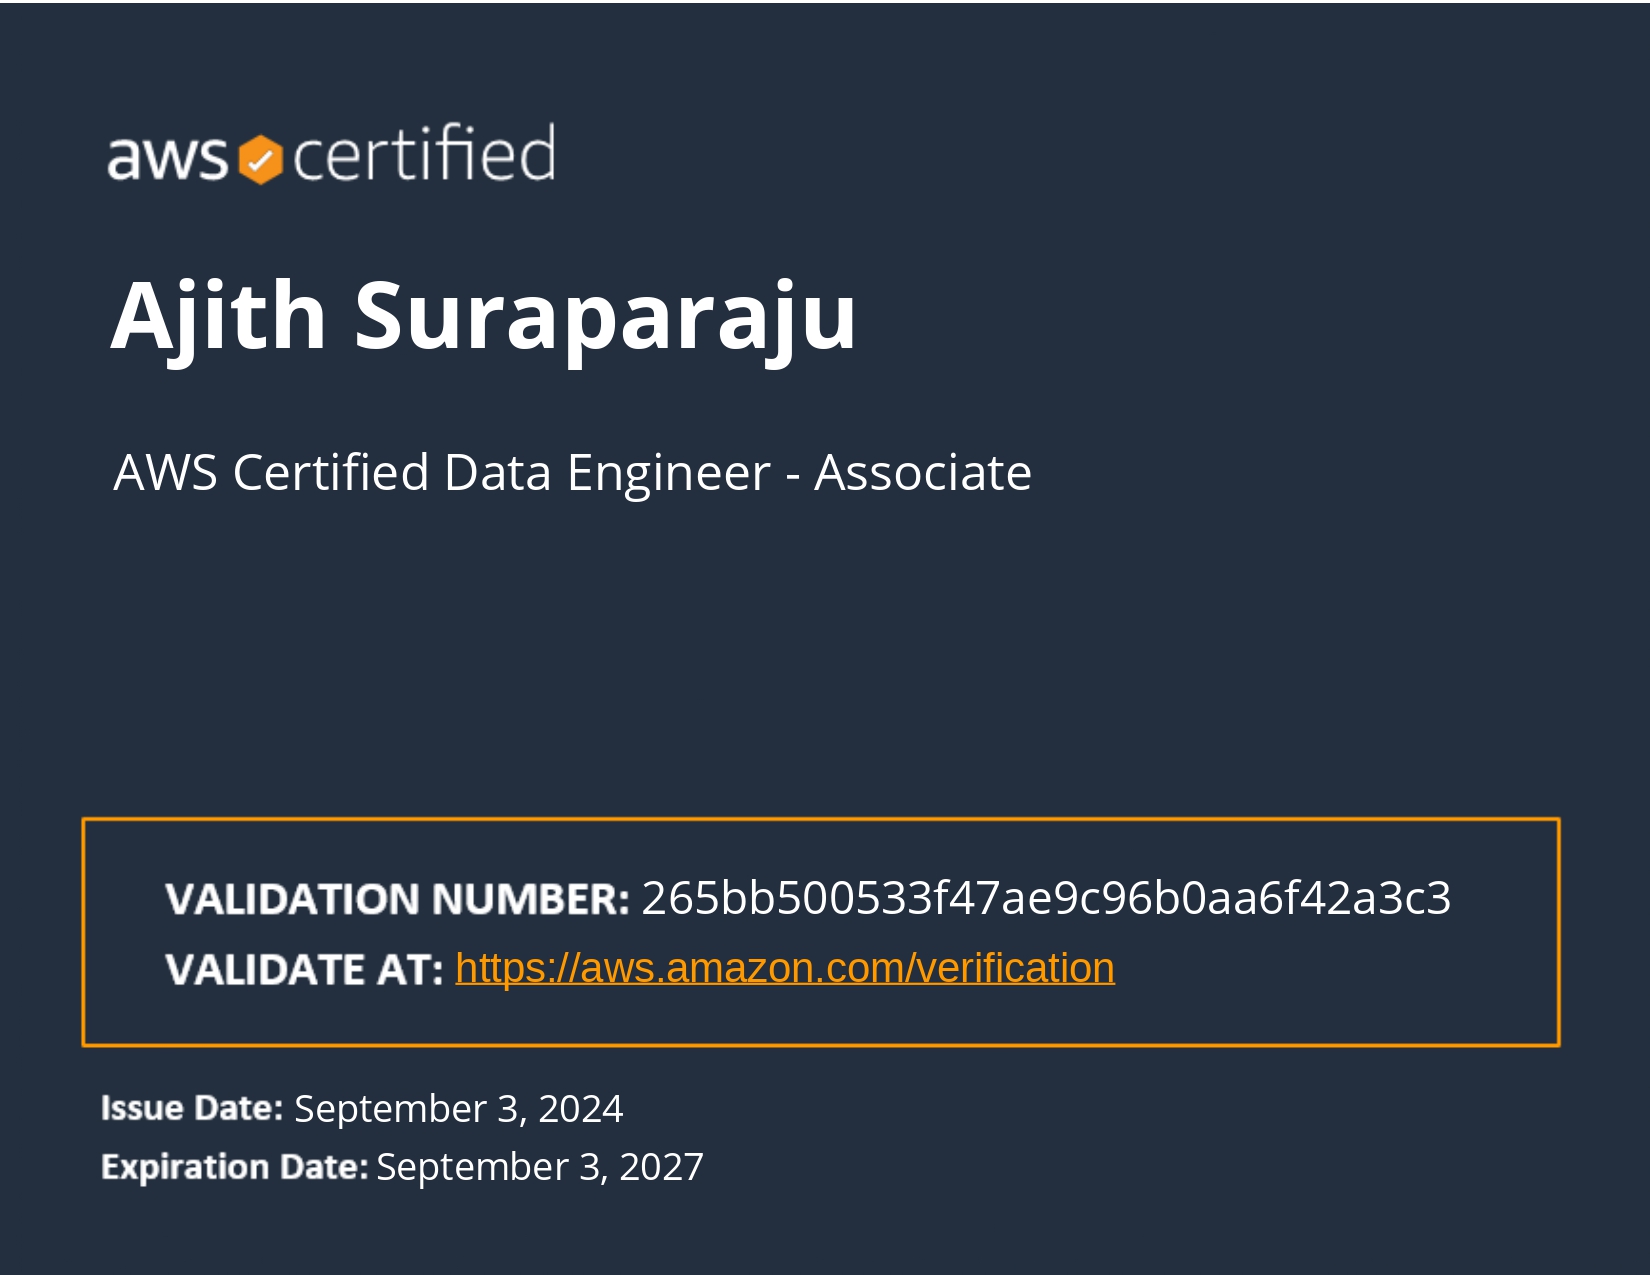 aws certified
Ajith Suraparaju
AWS Certified Data Engineer - Associate
VALIDATION NUMBER: 265bb500533f47ae9c96b0aa6f42a3c3
VALIDATE AT: https://aws.amazon.com/verification
Issue Date: September 3, 2024
Expiration Date: September 3, 2027